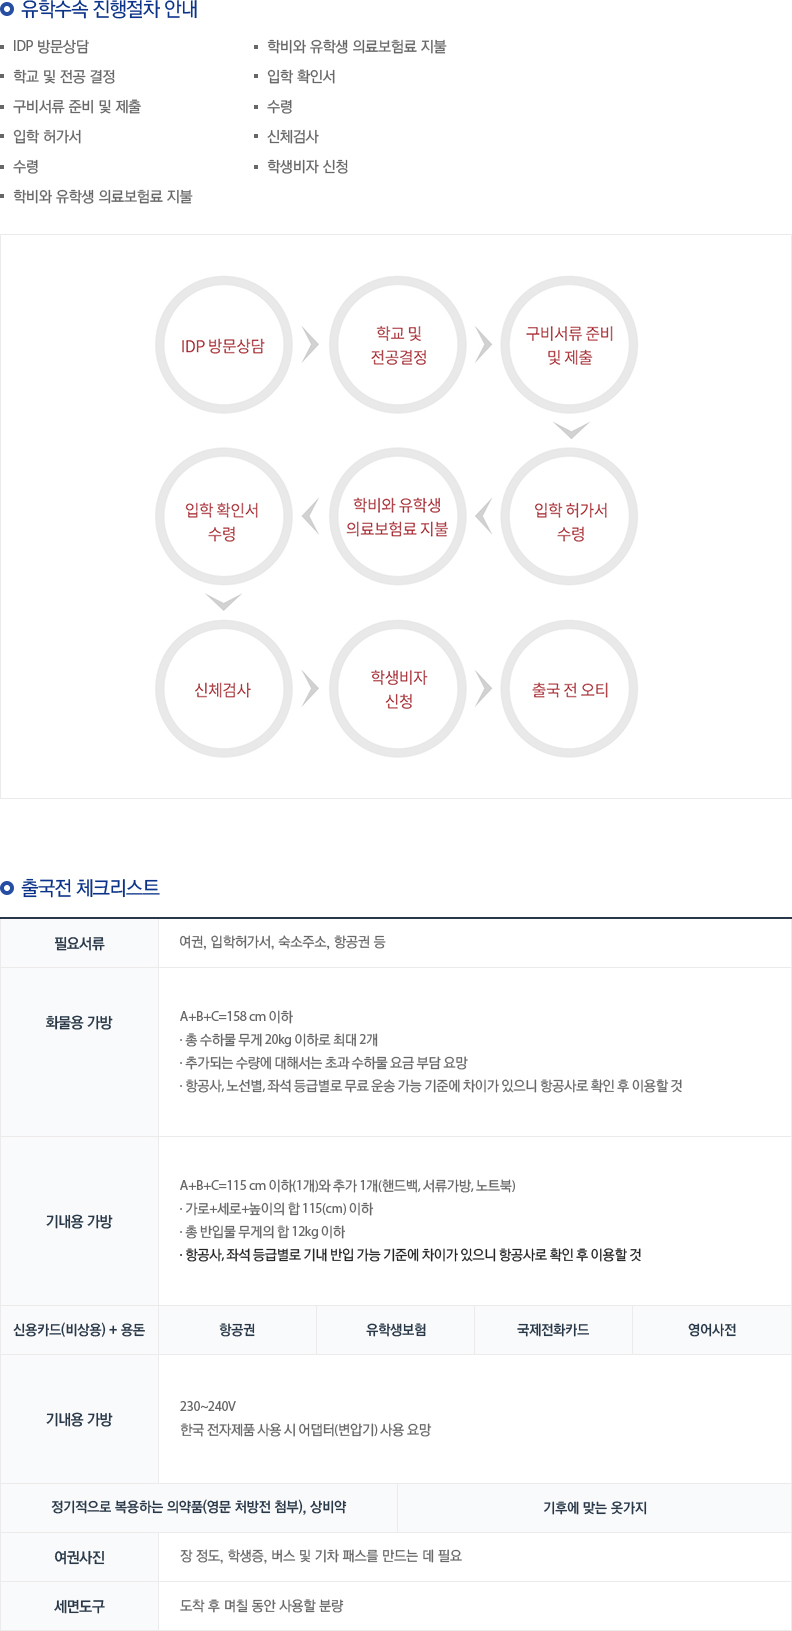 유학수속 진행절차 안내
IDP 방문상담
학교 및 전공 결정
구비서류 준비 및 제출
입학 허가서
수령
학비와 유학생 의료보험료 지불
학비와 유학생 의료보험료 지불
입학 확인서
수령
신체검사
학생비자 신청
IDP 방문상담
학교 및
전공결정
구비서류 준비
및 제출
입학 확인서
수령
학비와 유학생
의료보험료 지불
입학 허가서
수령
신체검사
학생비자
신청
출국 전 오티
출국전 체크리스트
필요서류
여권, 입학허가서, 숙소주소, 항공권 등
화물용 가방
A+B+C=158 cm 이하
· 총 수하물 무게 20kg 이하로 최대 2개
· 추가되는 수량에 대해서는 초과 수하물 요금 부담 요망
· 항공사, 노선별, 좌석 등급별로 무료 운송 가능 기준에 차이가 있으니 항공사로 확인 후 이용할 것
기내용 가방
A+B+C=115 cm 이하(1개)와 추가 1개(핸드백, 서류가방, 노트북)
· 가로+세로+높이의 합 115(cm) 이하
· 총 반입물 무게의 합 12kg 이하
· 항공사, 좌석 등급별로 기내 반입 가능 기준에 차이가 있으니 항공사로 확인 후 이용할 것
신용카드(비상용) + 용돈
항공권
유학생보험
국제전화카드
영어사전
기내용 가방
230~240V
한국 전자제품 사용 시 어댑터(변압기) 사용 요망
정기적으로 복용하는 의약품(영문 처방전 첨부), 상비약
기후에 맞는 옷가지
여권사진
장 정도, 학생증, 버스 및 기차 패스를 만드는 데 필요
세면도구
도착 후 며칠 동안 사용할 분량